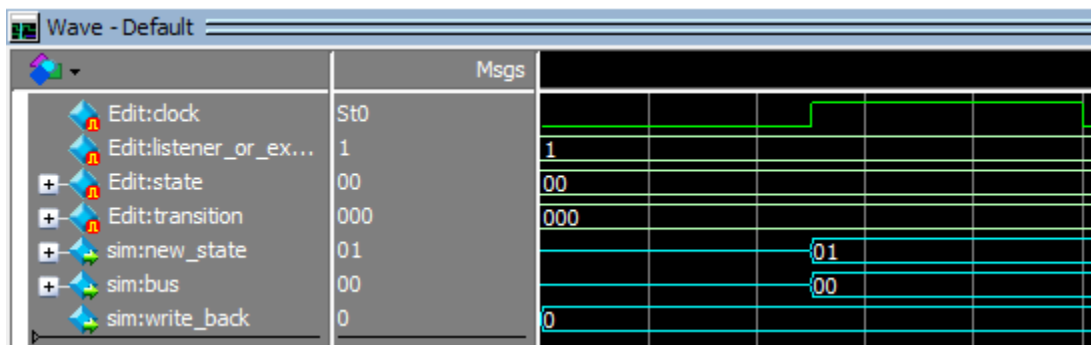 Wave - Default
Msgs
Edit:clock St0
Edit:listener_or_ex... 1 1
Edit:state 00 00
Edit:transition 000 000
sim:new_state 01 01
sim:bus 00 00
sim:write_back 0 0